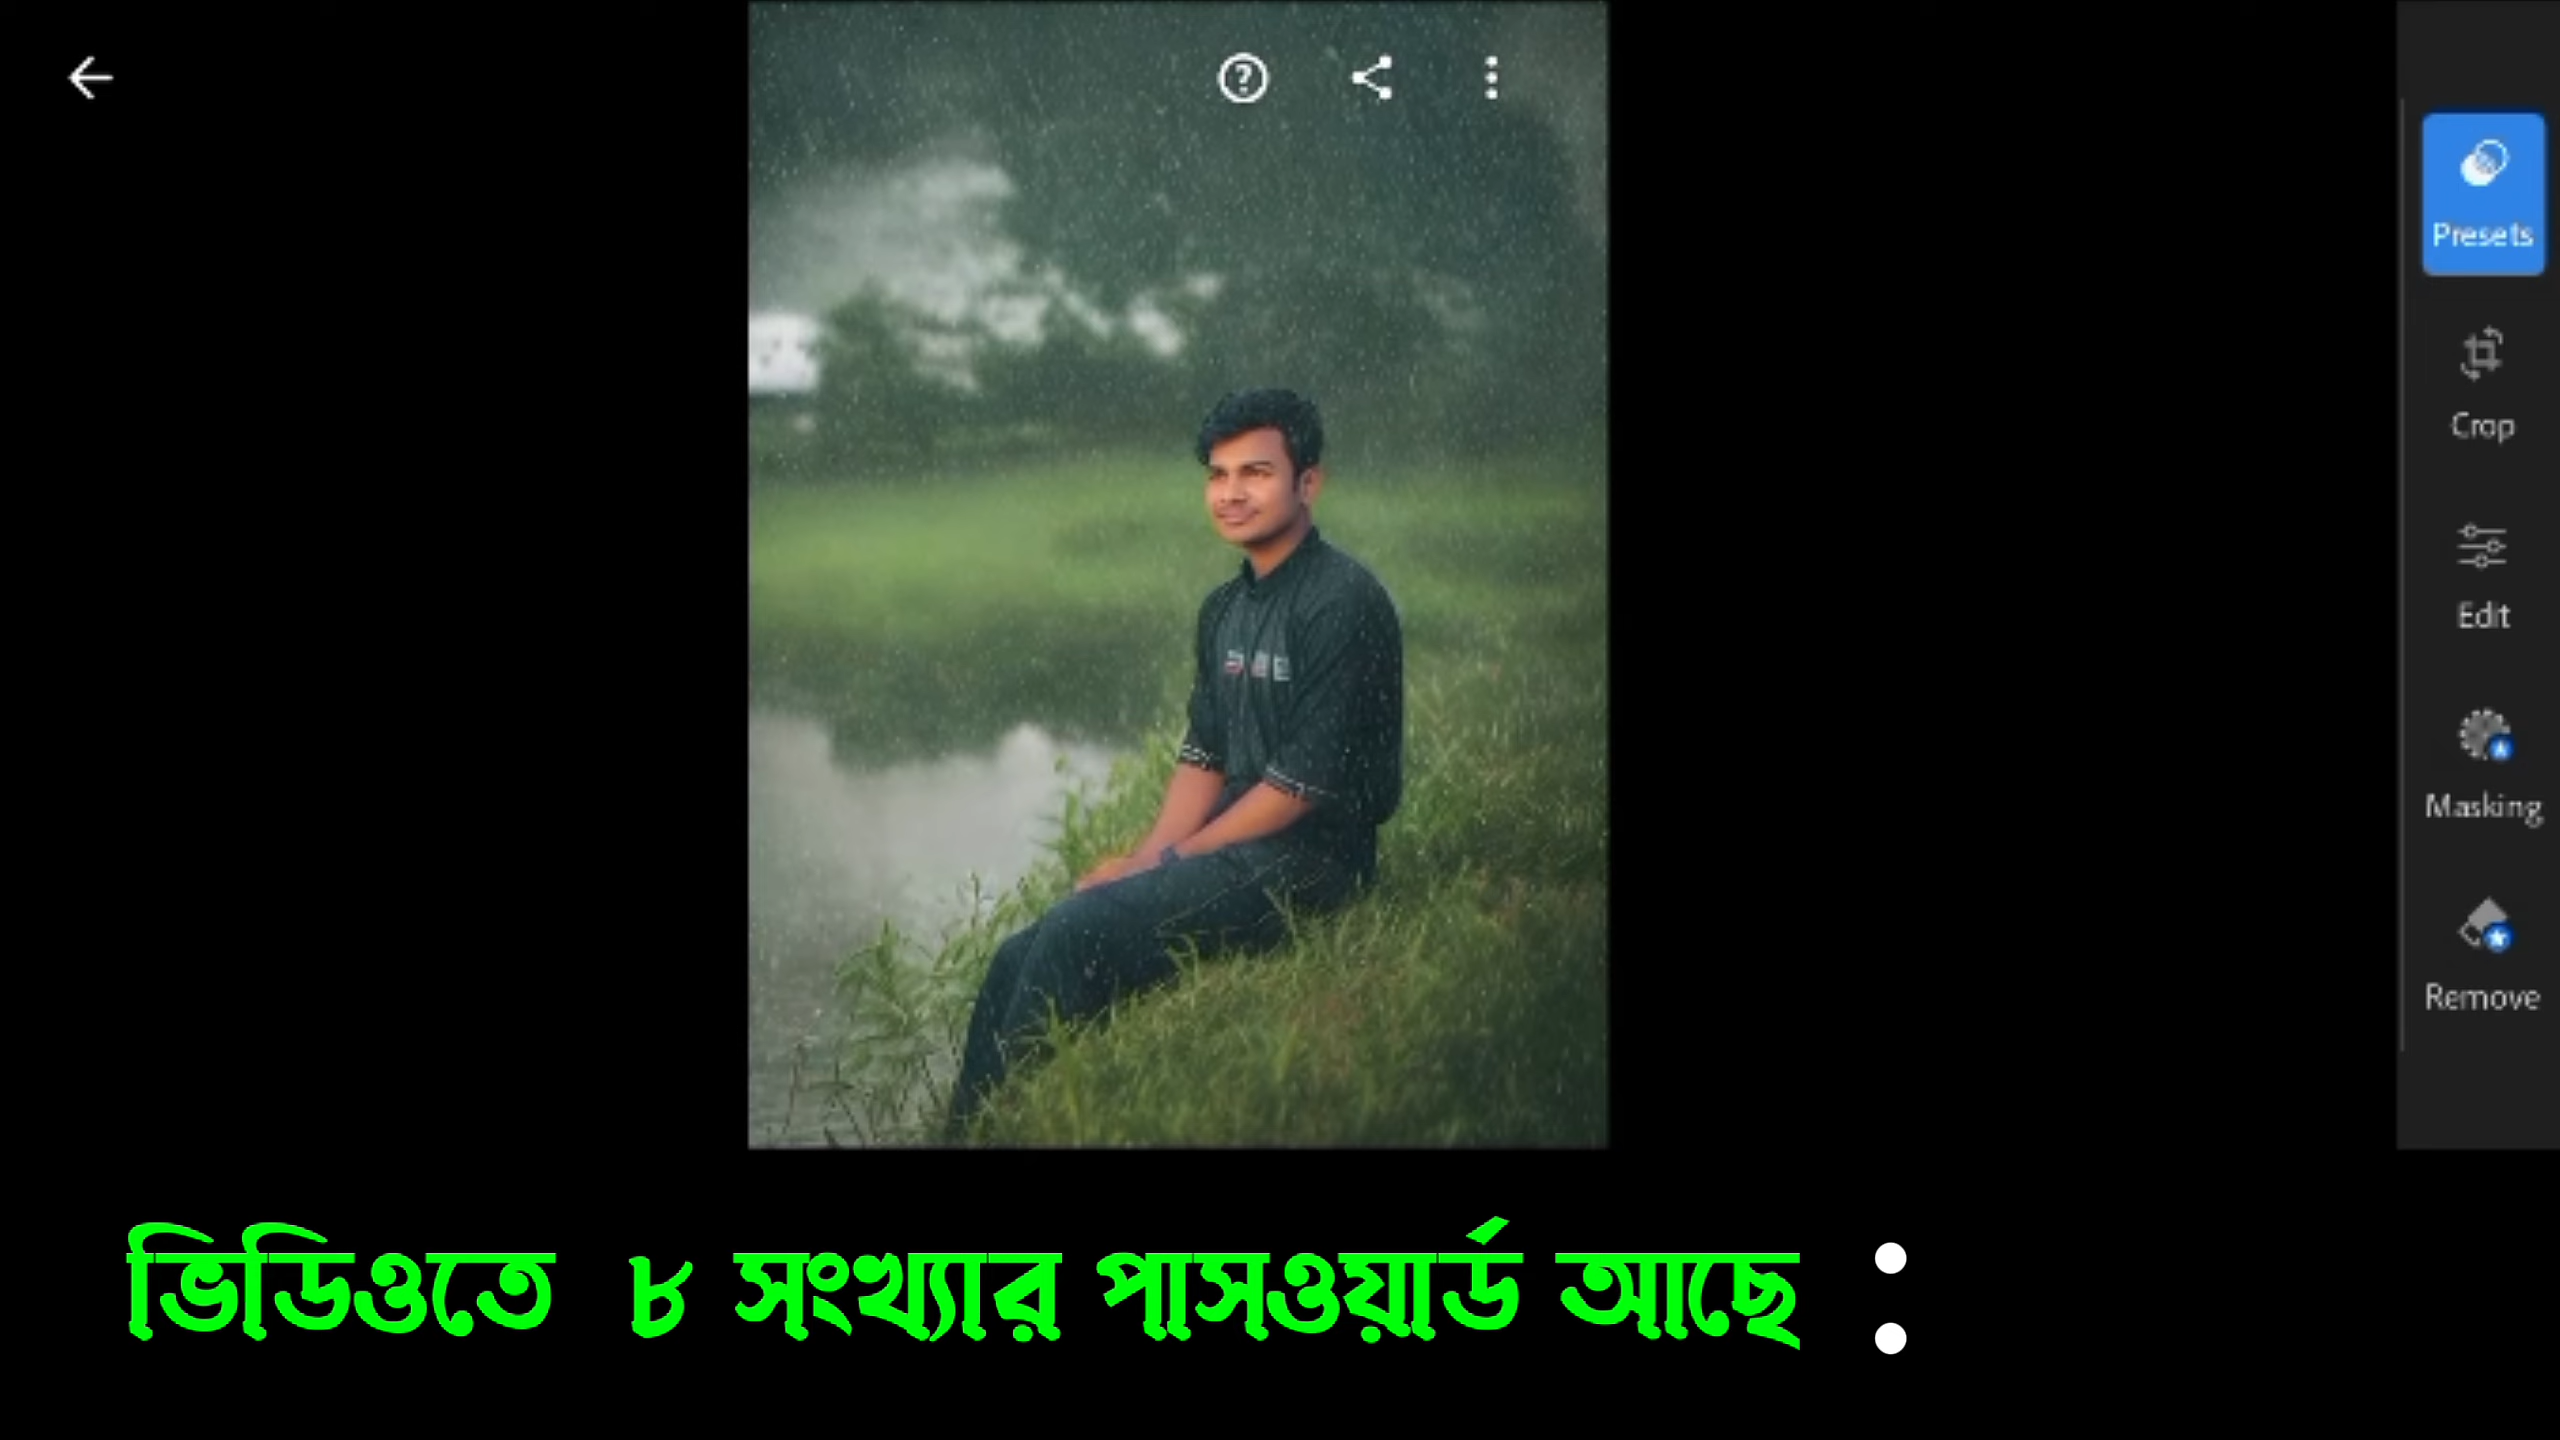 Presets
Crop
Edit
Masking
Remove
ভিডিওতে ৮ সংখ্যার পাসওয়ার্ড আছে :